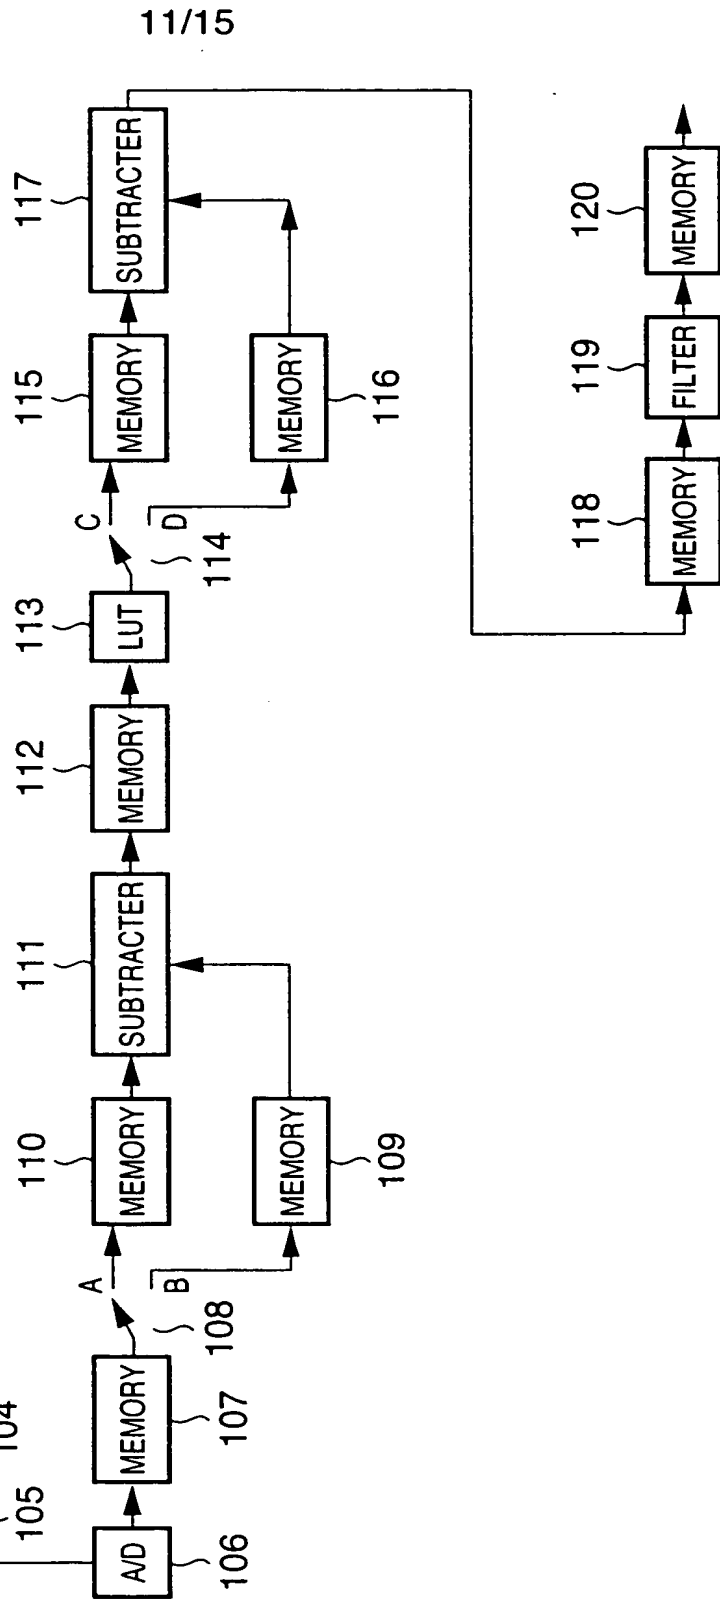 11/15
104
105
A/D
106
MEMORY
107
108
A
B
MEMORY
109
MEMORY
110
SUBTRACTER
111
MEMORY
112
LUT
113
114
C
D
MEMORY
115
MEMORY
116
SUBTRACTER
117
MEMORY
118
FILTER
119
MEMORY
120